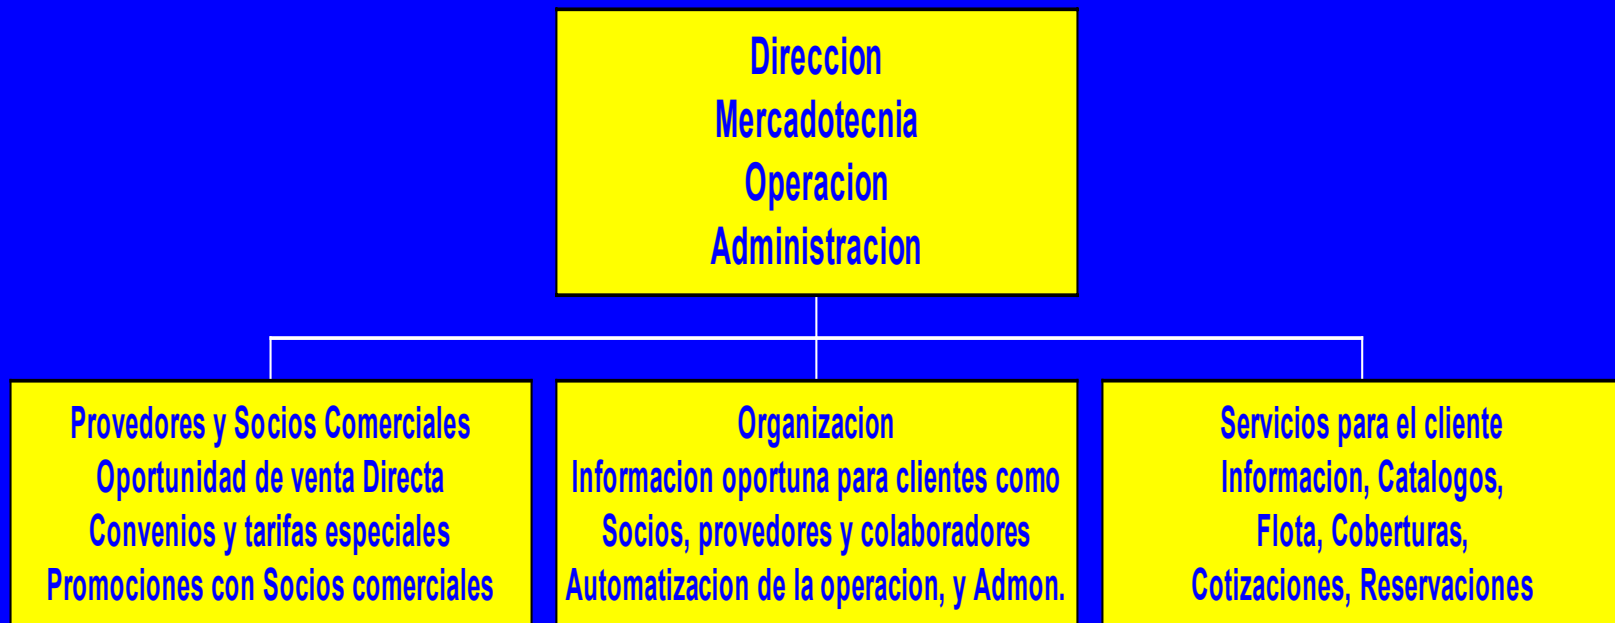 Direccion
Mercadotecnia
Operacion
Administracion
Provedores y Socios Comerciales
Oportunidad de venta Directa
Convenios y tarifas especiales
Promociones con Socios comerciales
Organizacion
Informacion oportuna para clientes como
Socios, provedores y colaboradores
Automatizacion de la operacion, y Admon.
Servicios para el cliente
Informacion, Catalogos,
Flota, Coberturas,
Cotizaciones, Reservaciones